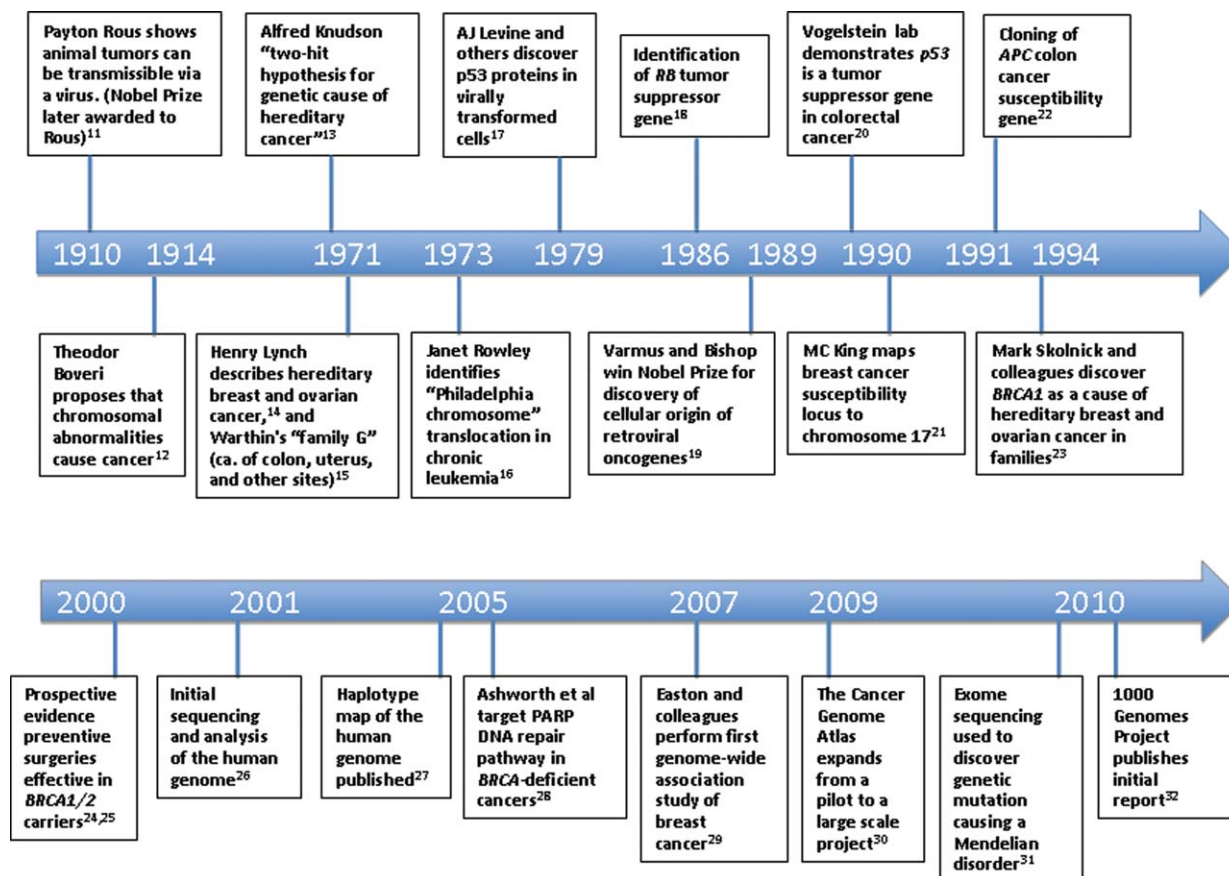 Payton Rous shows
animal tumors can
be transmissible via
a virus. (Nobel Prize
later awarded to
Rous)11
Alfred Knudson
“two-hit
hypothesis for
genetic cause of
hereditary
cancer”13
AJ Levine and
others discover
p53 proteins in
virally
transformed
cells17
Identification
of RB tumor
suppressor
gene18
Vogelstein lab
demonstrates p53
is a tumor
suppressor gene
in colorectal
cancer20
Cloning of
APC colon
cancer
susceptibility
gene22
1910 1914 1971 1973 1979 1986 1989 1990 1991 1994
Theodor
Boveri
proposes that
chromosomal
abnormalities
cause cancer12
Henry Lynch
describes hereditary
breast and ovarian
cancer,14 and
Warthin's “family G”
(ca. of colon, uterus,
and other sites)15
Janet Rowley
identifies
“Philadelphia
chromosome”
translocation in
chronic
leukemia16
Varmus and Bishop
win Nobel Prize for
discovery of
cellular origin of
retroviral
oncogenes19
MC King maps
breast cancer
susceptibility
locus to
chromosome 1721
Mark Skolnick and
colleagues discover
BRCA1 as a cause of
hereditary breast and
ovarian cancer in
families23
2000 2001 2005 2007 2009 2010
Prospective
evidence
preventive
surgeries
effective in
BRCA1/2
carriers24,25
Initial
sequencing
and analysis
of the human
genome26
Haplotype
map of the
human
genome
published27
Ashworth et al
target PARP
DNA repair
pathway in
BRCA-deficient
cancers28
Easton and
colleagues
perform first
genome-wide
association
study of
breast
cancer29
The Cancer
Genome
Atlas
expands
from a
pilot to a
large scale
project30
Exome
sequencing
used to
discover
genetic
mutation
causing a
Mendelian
disorder31
1000
Genomes
Project
publishes
initial
report32